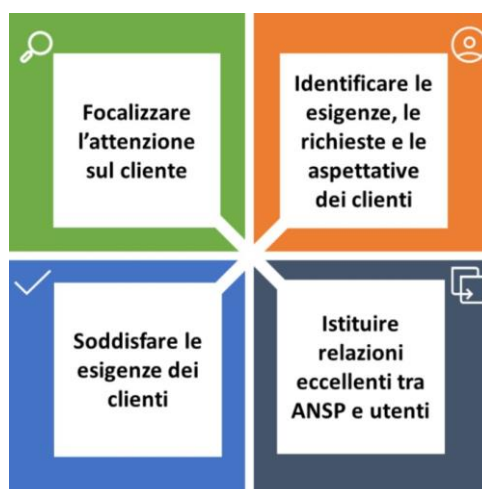 Focalizzare
l'attenzione
sul cliente
Identificare le
esigenze, le
richieste e le
aspettative
dei clienti
Soddisfare le
esigenze dei
clienti
Istituire
relazioni
eccellenti tra
ANSP e utenti